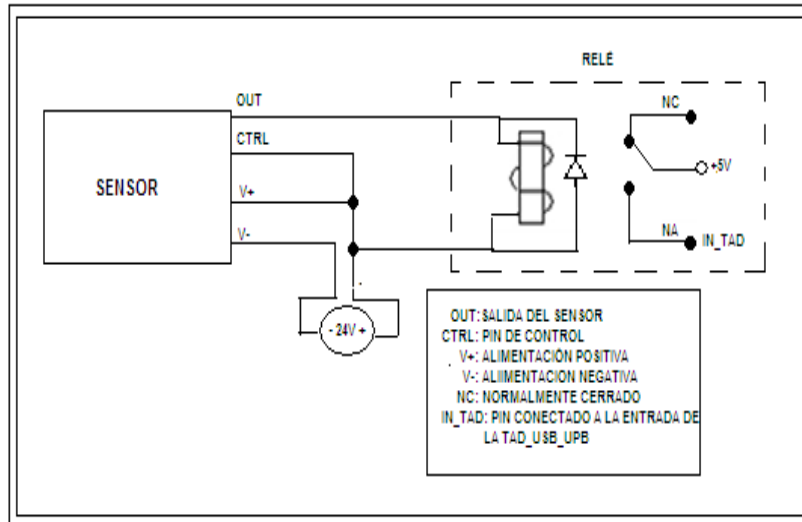 RELÉ
OUT
CTRL
V+
V-
SENSOR
NC
+5V
NA
IN_TAD
- 24V +
OUT: SALIDA DEL SENSOR
CTRL: PIN DE CONTROL
V+: ALIMENTACIÓN POSITIVA
V-: ALIIMENTACION NEGATIVA
NC: NORMALMENTE CERRADO
IN_TAD: PIN CONECTADO A LA ENTRADA DE
LA TAD_USB_UPB